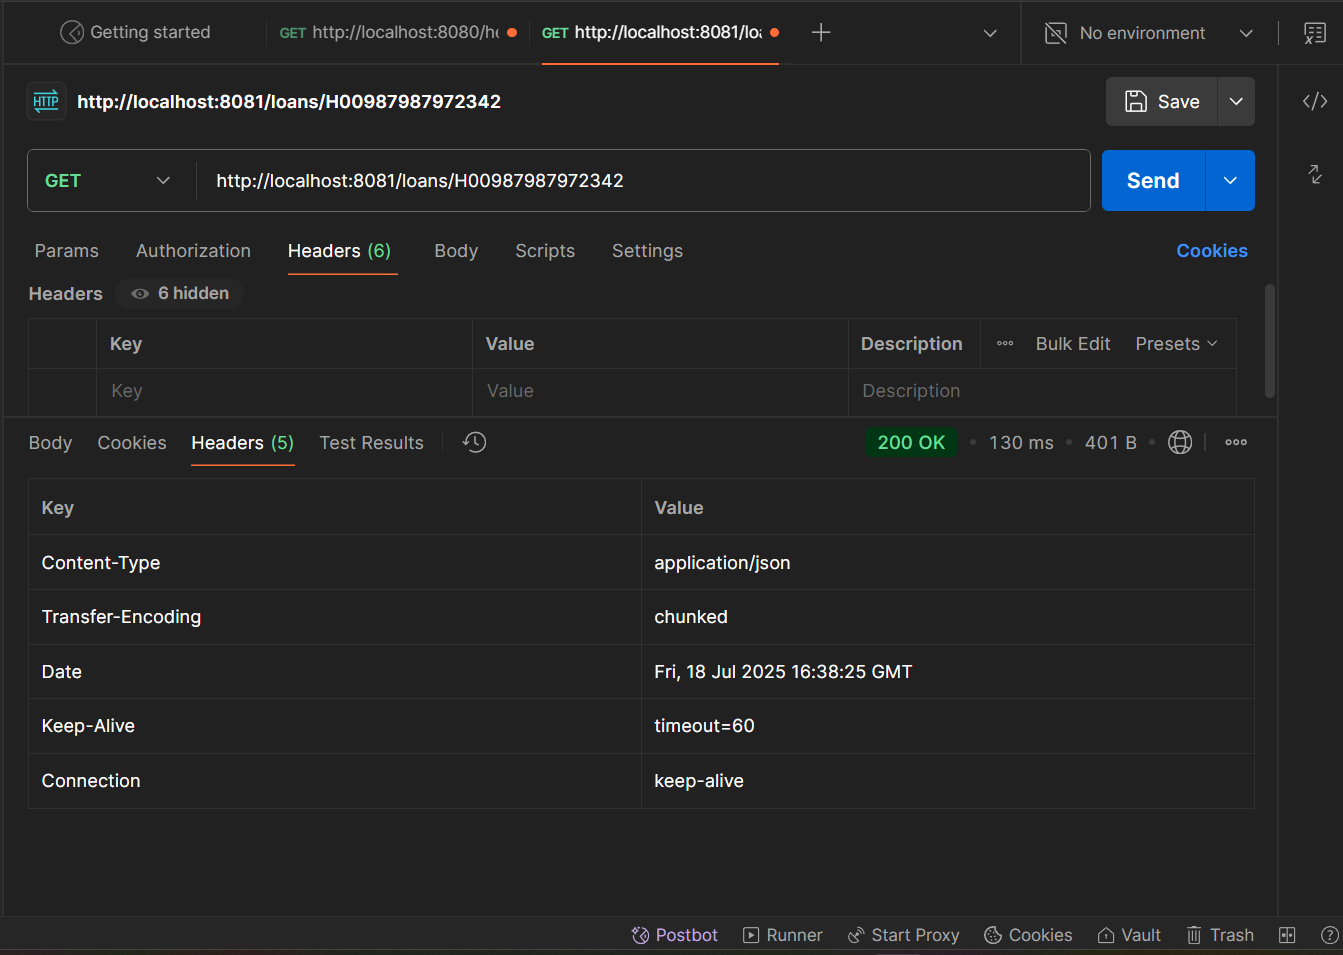 Getting started
GET http://localhost:8080/he
GET http://localhost:8081/loa
No environment
HTTP http://localhost:8081/loans/H00987987972342
Save
GET http://localhost:8081/loans/H00987987972342
Send
Params Authorization Headers (6) Body Scripts Settings Cookies
Headers 6 hidden
Key Value Description Bulk Edit Presets
Key Value Description
Body Cookies Headers (5) Test Results 200 OK • 130 ms • 401 B •
Key Value
Content-Type application/json
Transfer-Encoding chunked
Date Fri, 18 Jul 2025 16:38:25 GMT
Keep-Alive timeout=60
Connection keep-alive
Postbot Runner Start Proxy Cookies Vault Trash